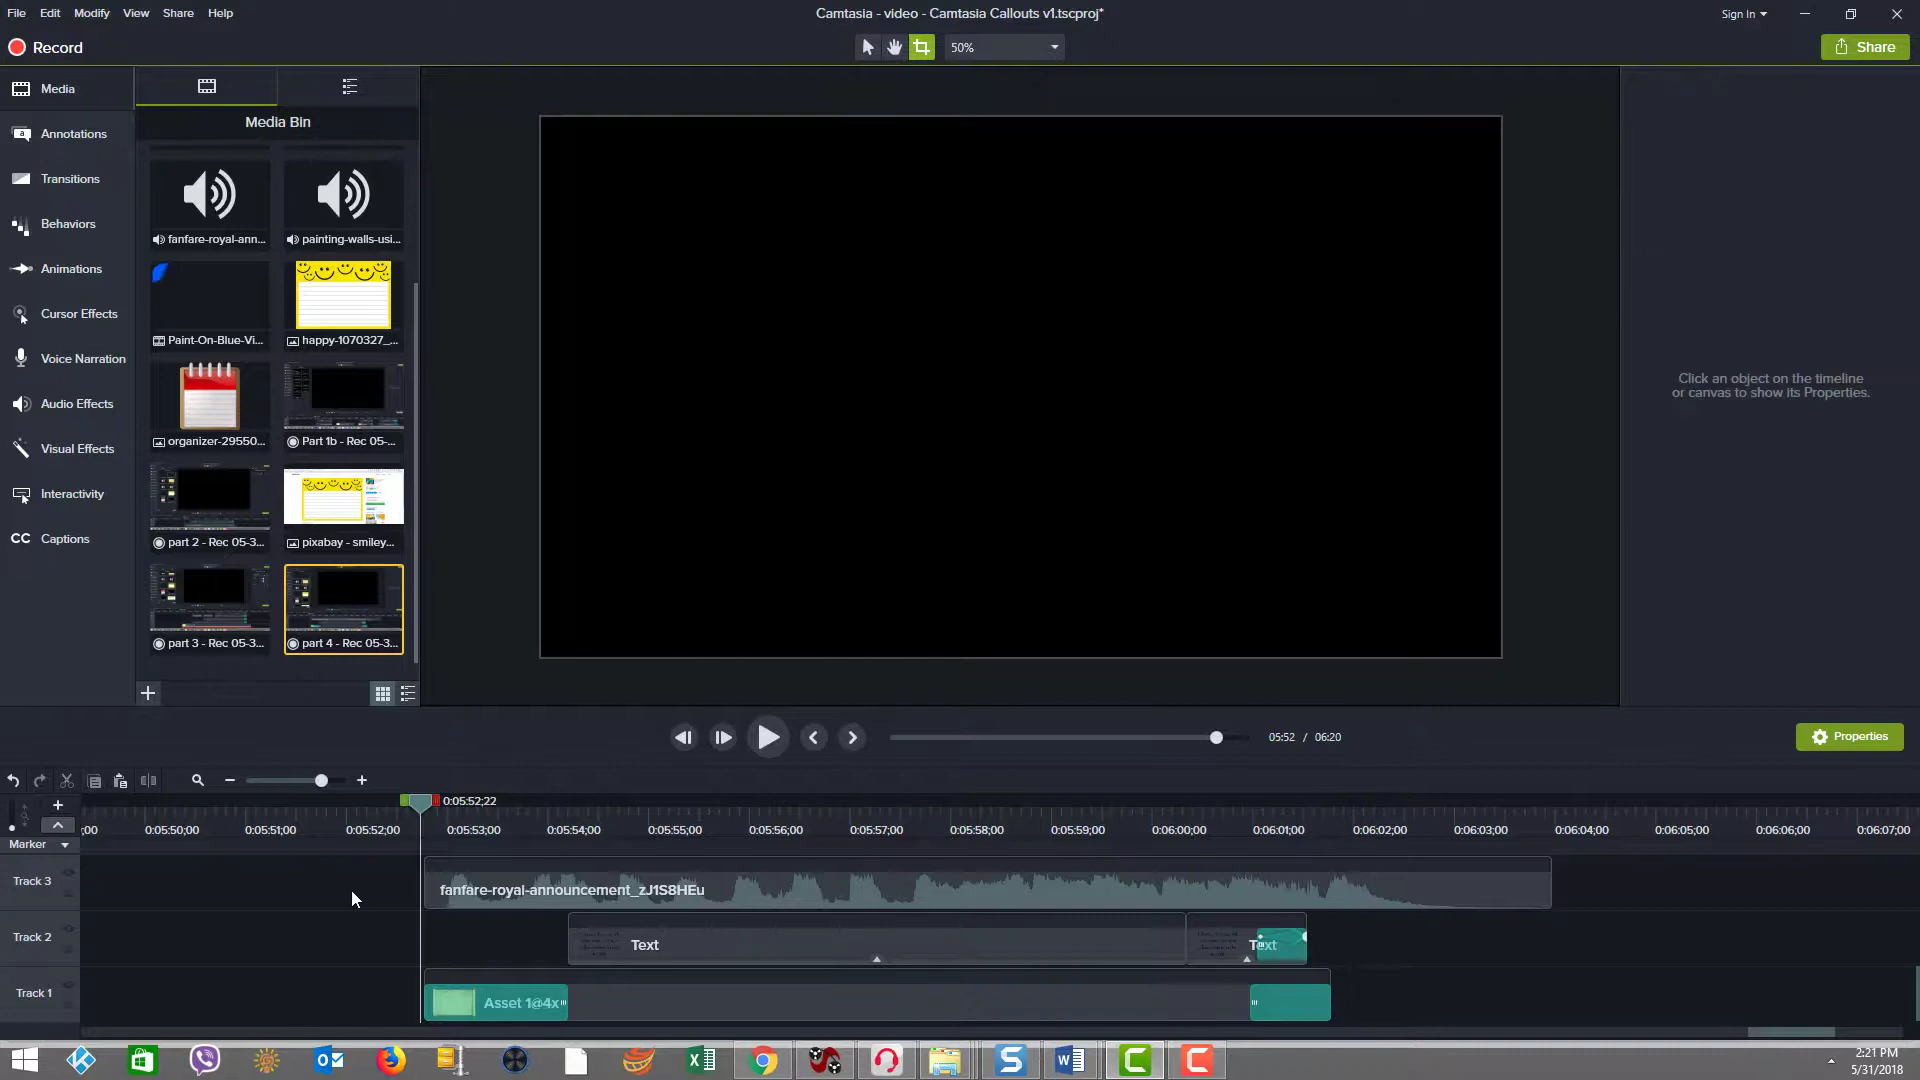 File Edit Modify View Share Help
Camtasia - video - Camtasia Callouts v1.tscproj*
Sign In
Record
50%
Share
Media
Annotations
Transitions
Behaviors
Animations
Cursor Effects
Voice Narration
Audio Effects
Visual Effects
Interactivity
CC Captions
Media Bin
fanfare-royal-ann...
painting-walls-usi...
Paint-On-Blue-Vi...
happy-1070327_...
organizer-29550...
Part 1b - Rec 05-...
part 2 - Rec 05-3...
pixabay - smiley...
part 3 - Rec 05-3...
part 4 - Rec 05-3...
Click an object on the timeline
or canvas to show its Properties.
05:52 / 06:20
Properties
0:05:52;22
;00 0:05:50;00 0:05:51;00 0:05:52;00 0:05:53;00 0:05:54;00 0:05:55;00 0:05:56;00 0:05:57;00 0:05:58;00 0:05:59;00 0:06:00;00 0:06:01;00 0:06:02;00 0:06:03;00 0:06:04;00 0:06:05;00 0:06:06;00 0:06:07;00
Marker
Track 3
fanfare-royal-announcement_zJ1S8HEu
Track 2
Text
Text
Track 1
Asset 1@4x
2:21 PM
5/31/2018